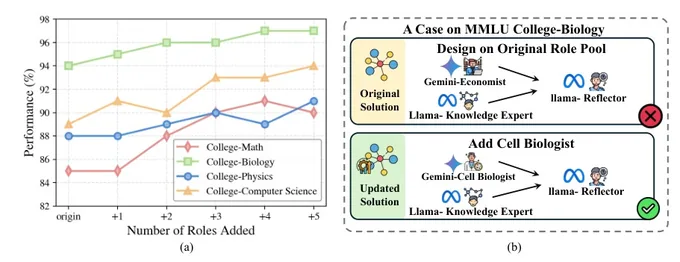 98
96
94
92
90
88
86
84
82
Performance (%)
origin
+1
+2
+3
+4
+5
Number of Roles Added
College-Math
College-Biology
College-Physics
College-Computer Science
(a)
A Case on MMLU College-Biology
Design on Original Role Pool
Original
Solution
Gemini-Economist
Llama- Knowledge Expert
llama- Reflector
Add Cell Biologist
Updated
Solution
Gemini-Cell Biologist
Llama- Knowledge Expert
llama- Reflector
(b)